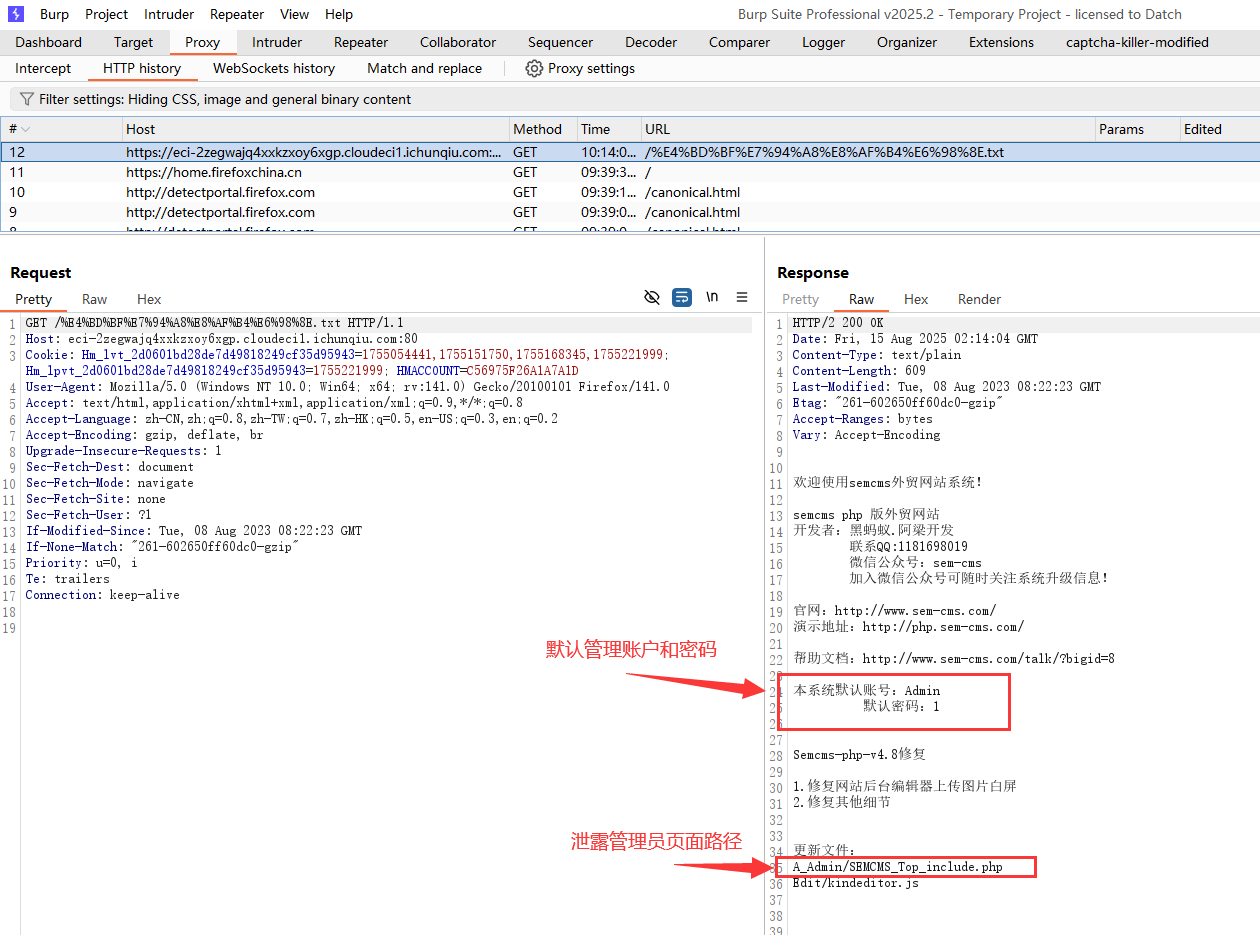 Burp Project Intruder Repeater View Help
Burp Suite Professional v2025.2 - Temporary Project - licensed to Datch
Dashboard Target Proxy Intruder Repeater Collaborator Sequencer Decoder Comparer Logger Organizer Extensions captcha-killer-modified
Intercept HTTP history WebSockets history Match and replace Proxy settings
Filter settings: Hiding CSS, image and general binary content
# Host Method Time URL Params Edited
12 https://eci-2zegwajq4xxkzxoy6xgp.cloudeci1.ichunqiu.com:... GET 10:14:0... /%E4%BD%BF%E7%94%A8%E8%AF%B4%E6%98%8E.txt
11 https://home.firefoxchina.cn GET 09:39:3... /
10 http://detectportal.firefox.com GET 09:39:1... /canonical.html
9 http://detectportal.firefox.com GET 09:39:0... /canonical.html
8 http://detectportal.firefox.com GET 09:39:0... /canonical.html
Request
Pretty Raw Hex
\n
1 GET /%E4%BD%BF%E7%94%A8%E8%AF%B4%E6%98%8E.txt HTTP/1.1
2 Host: eci-2zegwajq4xxkzxoy6xgp.cloudeci1.ichunqiu.com:80
3 Cookie: Hm_lvt_2d0601bd28de7d49818249cf35d95943=1755054441,1755151750,1755168345,1755221999;
Hm_lpvt_2d0601bd28de7d49818249cf35d95943=1755221999; HMACCOUNT=C56975F26A1A7A1D
4 User-Agent: Mozilla/5.0 (Windows NT 10.0; Win64; x64; rv:141.0) Gecko/20100101 Firefox/141.0
5 Accept: text/html,application/xhtml+xml,application/xml;q=0.9,*/*;q=0.8
6 Accept-Language: zh-CN,zh;q=0.8,zh-TW;q=0.7,zh-HK;q=0.5,en-US;q=0.3,en;q=0.2
7 Accept-Encoding: gzip, deflate, br
8 Upgrade-Insecure-Requests: 1
9 Sec-Fetch-Dest: document
10 Sec-Fetch-Mode: navigate
11 Sec-Fetch-Site: none
12 Sec-Fetch-User: ?1
13 If-Modified-Since: Tue, 08 Aug 2023 08:22:23 GMT
14 If-None-Match: "261-602650ff60dc0-gzip"
15 Priority: u=0, i
16 Te: trailers
17 Connection: keep-alive
18
19
默认管理账户和密码
泄露管理员页面路径
Response
Pretty Raw Hex Render
1 HTTP/2 200 OK
2 Date: Fri, 15 Aug 2025 02:14:04 GMT
3 Content-Type: text/plain
4 Content-Length: 609
5 Last-Modified: Tue, 08 Aug 2023 08:22:23 GMT
6 Etag: "261-602650ff60dc0-gzip"
7 Accept-Ranges: bytes
8 Vary: Accept-Encoding
9
10
11 欢迎使用semcms外贸网站系统!
12
13 semcms php 版外贸网站
14 开发者: 黑蚂蚁.阿梁开发
15 联系QQ:1181698019
16 微信公众号: sem-cms
17 加入微信公众号可随时关注系统升级信息!
18
19 官网: http://www.sem-cms.com/
20 演示地址: http://php.sem-cms.com/
21
22 帮助文档: http://www.sem-cms.com/talk/?bigid=8
23
24 本系统默认账号: Admin
25 默认密码: 1
26
27
28 Semcms-php-v4.8修复
29
30 1.修复网站后台编辑器上传图片白屏
31 2.修复其他细节
32
33
34 更新文件:
35 A_Admin/SEMCMS_Top_include.php
36 Edit/kindeditor.js
37
38
39